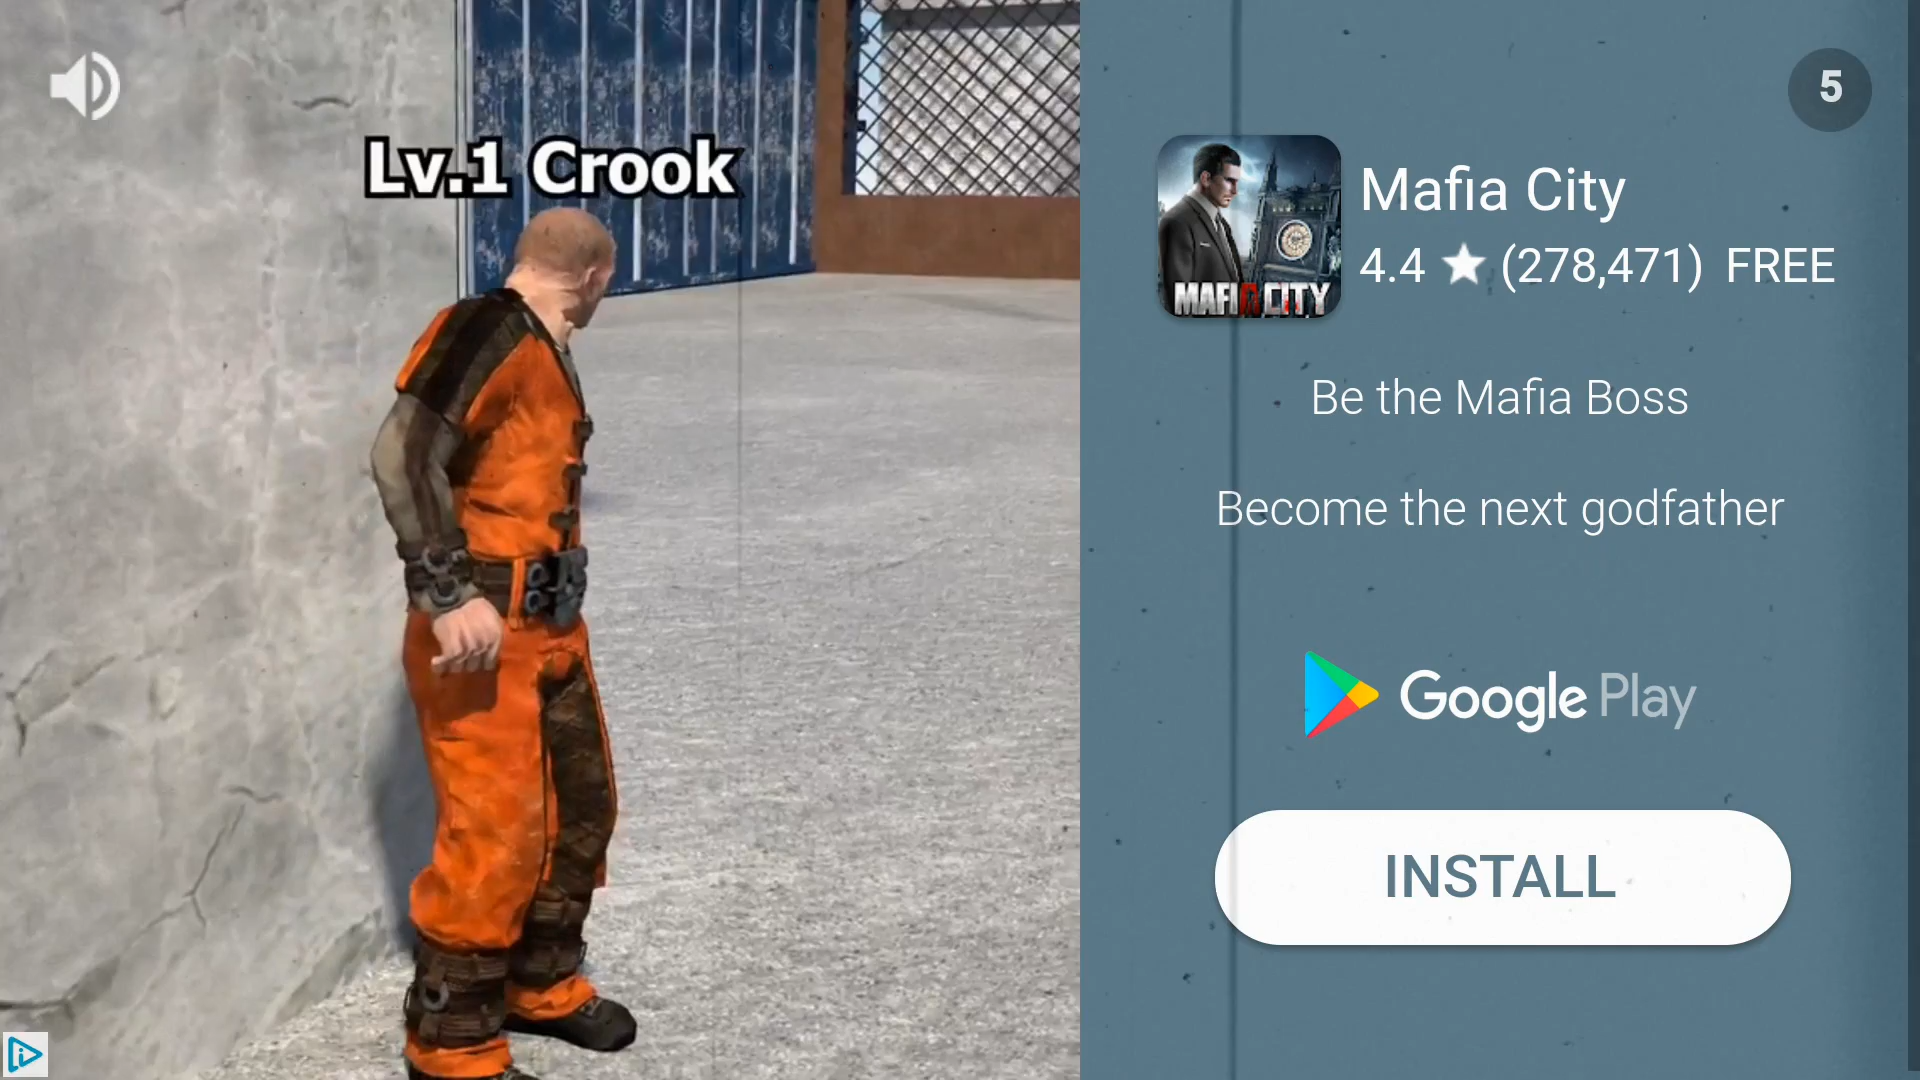 Lv.1 Crook
5
MAFIA CITY
Mafia City
4.4 ★ (278,471) FREE
Be the Mafia Boss
Become the next godfather
Google Play
INSTALL